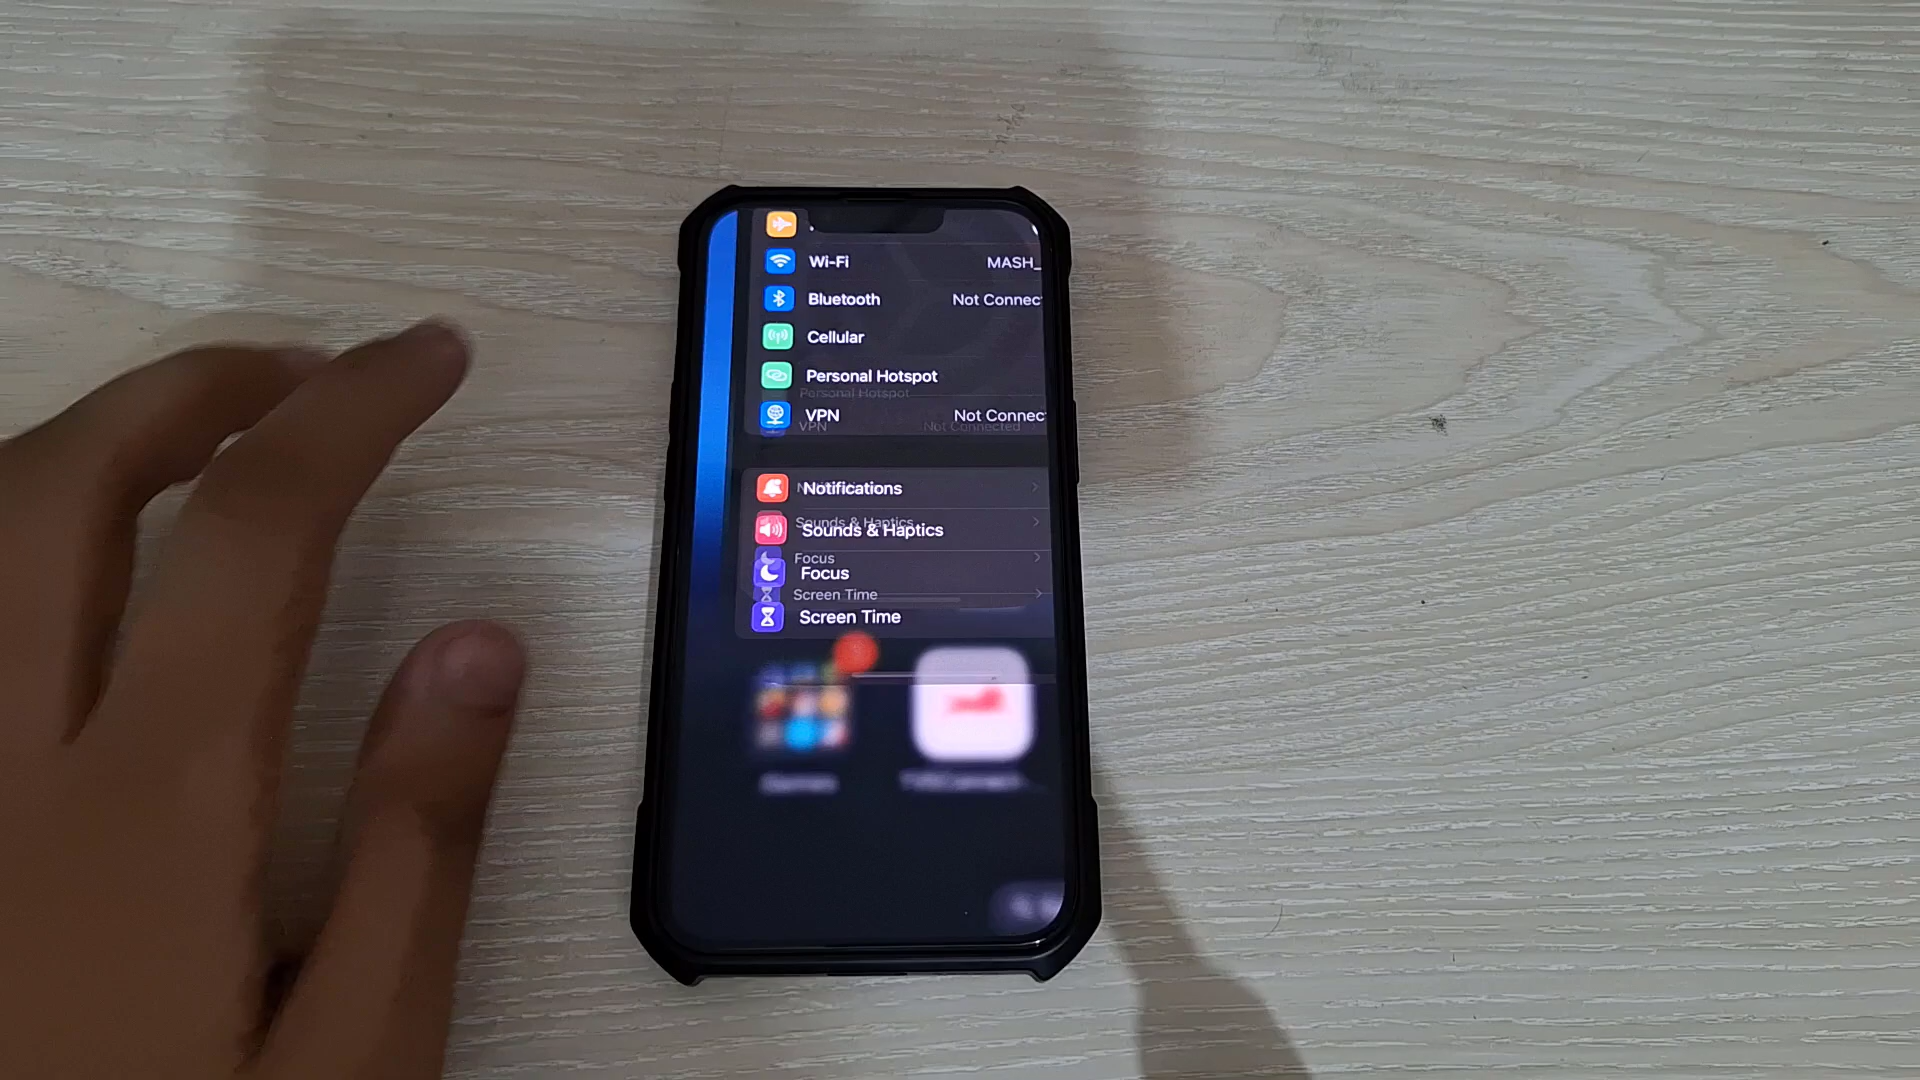 Wi-Fi MASH_
Bluetooth Not Connec
Cellular
Personal Hotspot
Personal Hotspot
VPN Not Connec
VPN Not Connected
Notifications
Sounds & Haptics
Sounds & Haptics
Focus
Focus
Screen Time
Screen Time